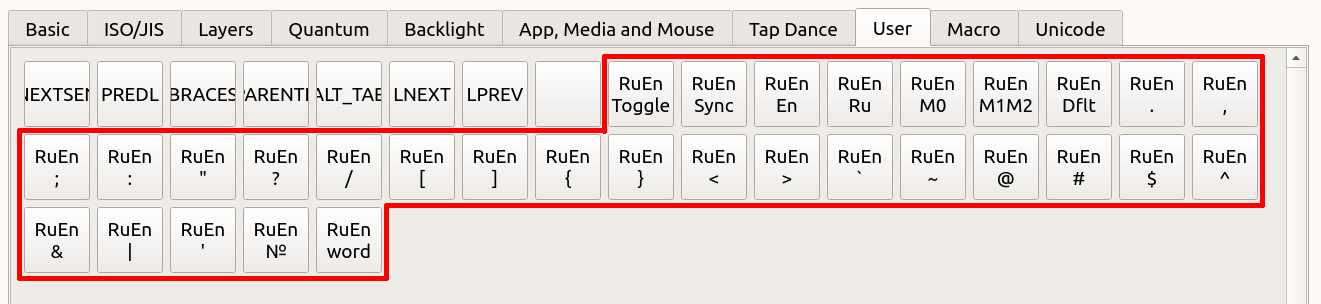 Basic ISO/JIS Layers Quantum Backlight App, Media and Mouse Tap Dance User Macro Unicode
NEXTSEN PREDL BRACES PARENTH ALT_TAB LNEXT LPREV RuEn RuEn RuEn RuEn RuEn RuEn RuEn RuEn RuEn
Toggle Sync En Ru M0 M1M2 Dflt . ,
RuEn RuEn RuEn RuEn RuEn RuEn RuEn RuEn RuEn RuEn RuEn RuEn RuEn RuEn RuEn RuEn RuEn
; : " ? / [ ] { } < > ` ~ @ # $ ^
RuEn RuEn RuEn RuEn RuEn
& | ' № word